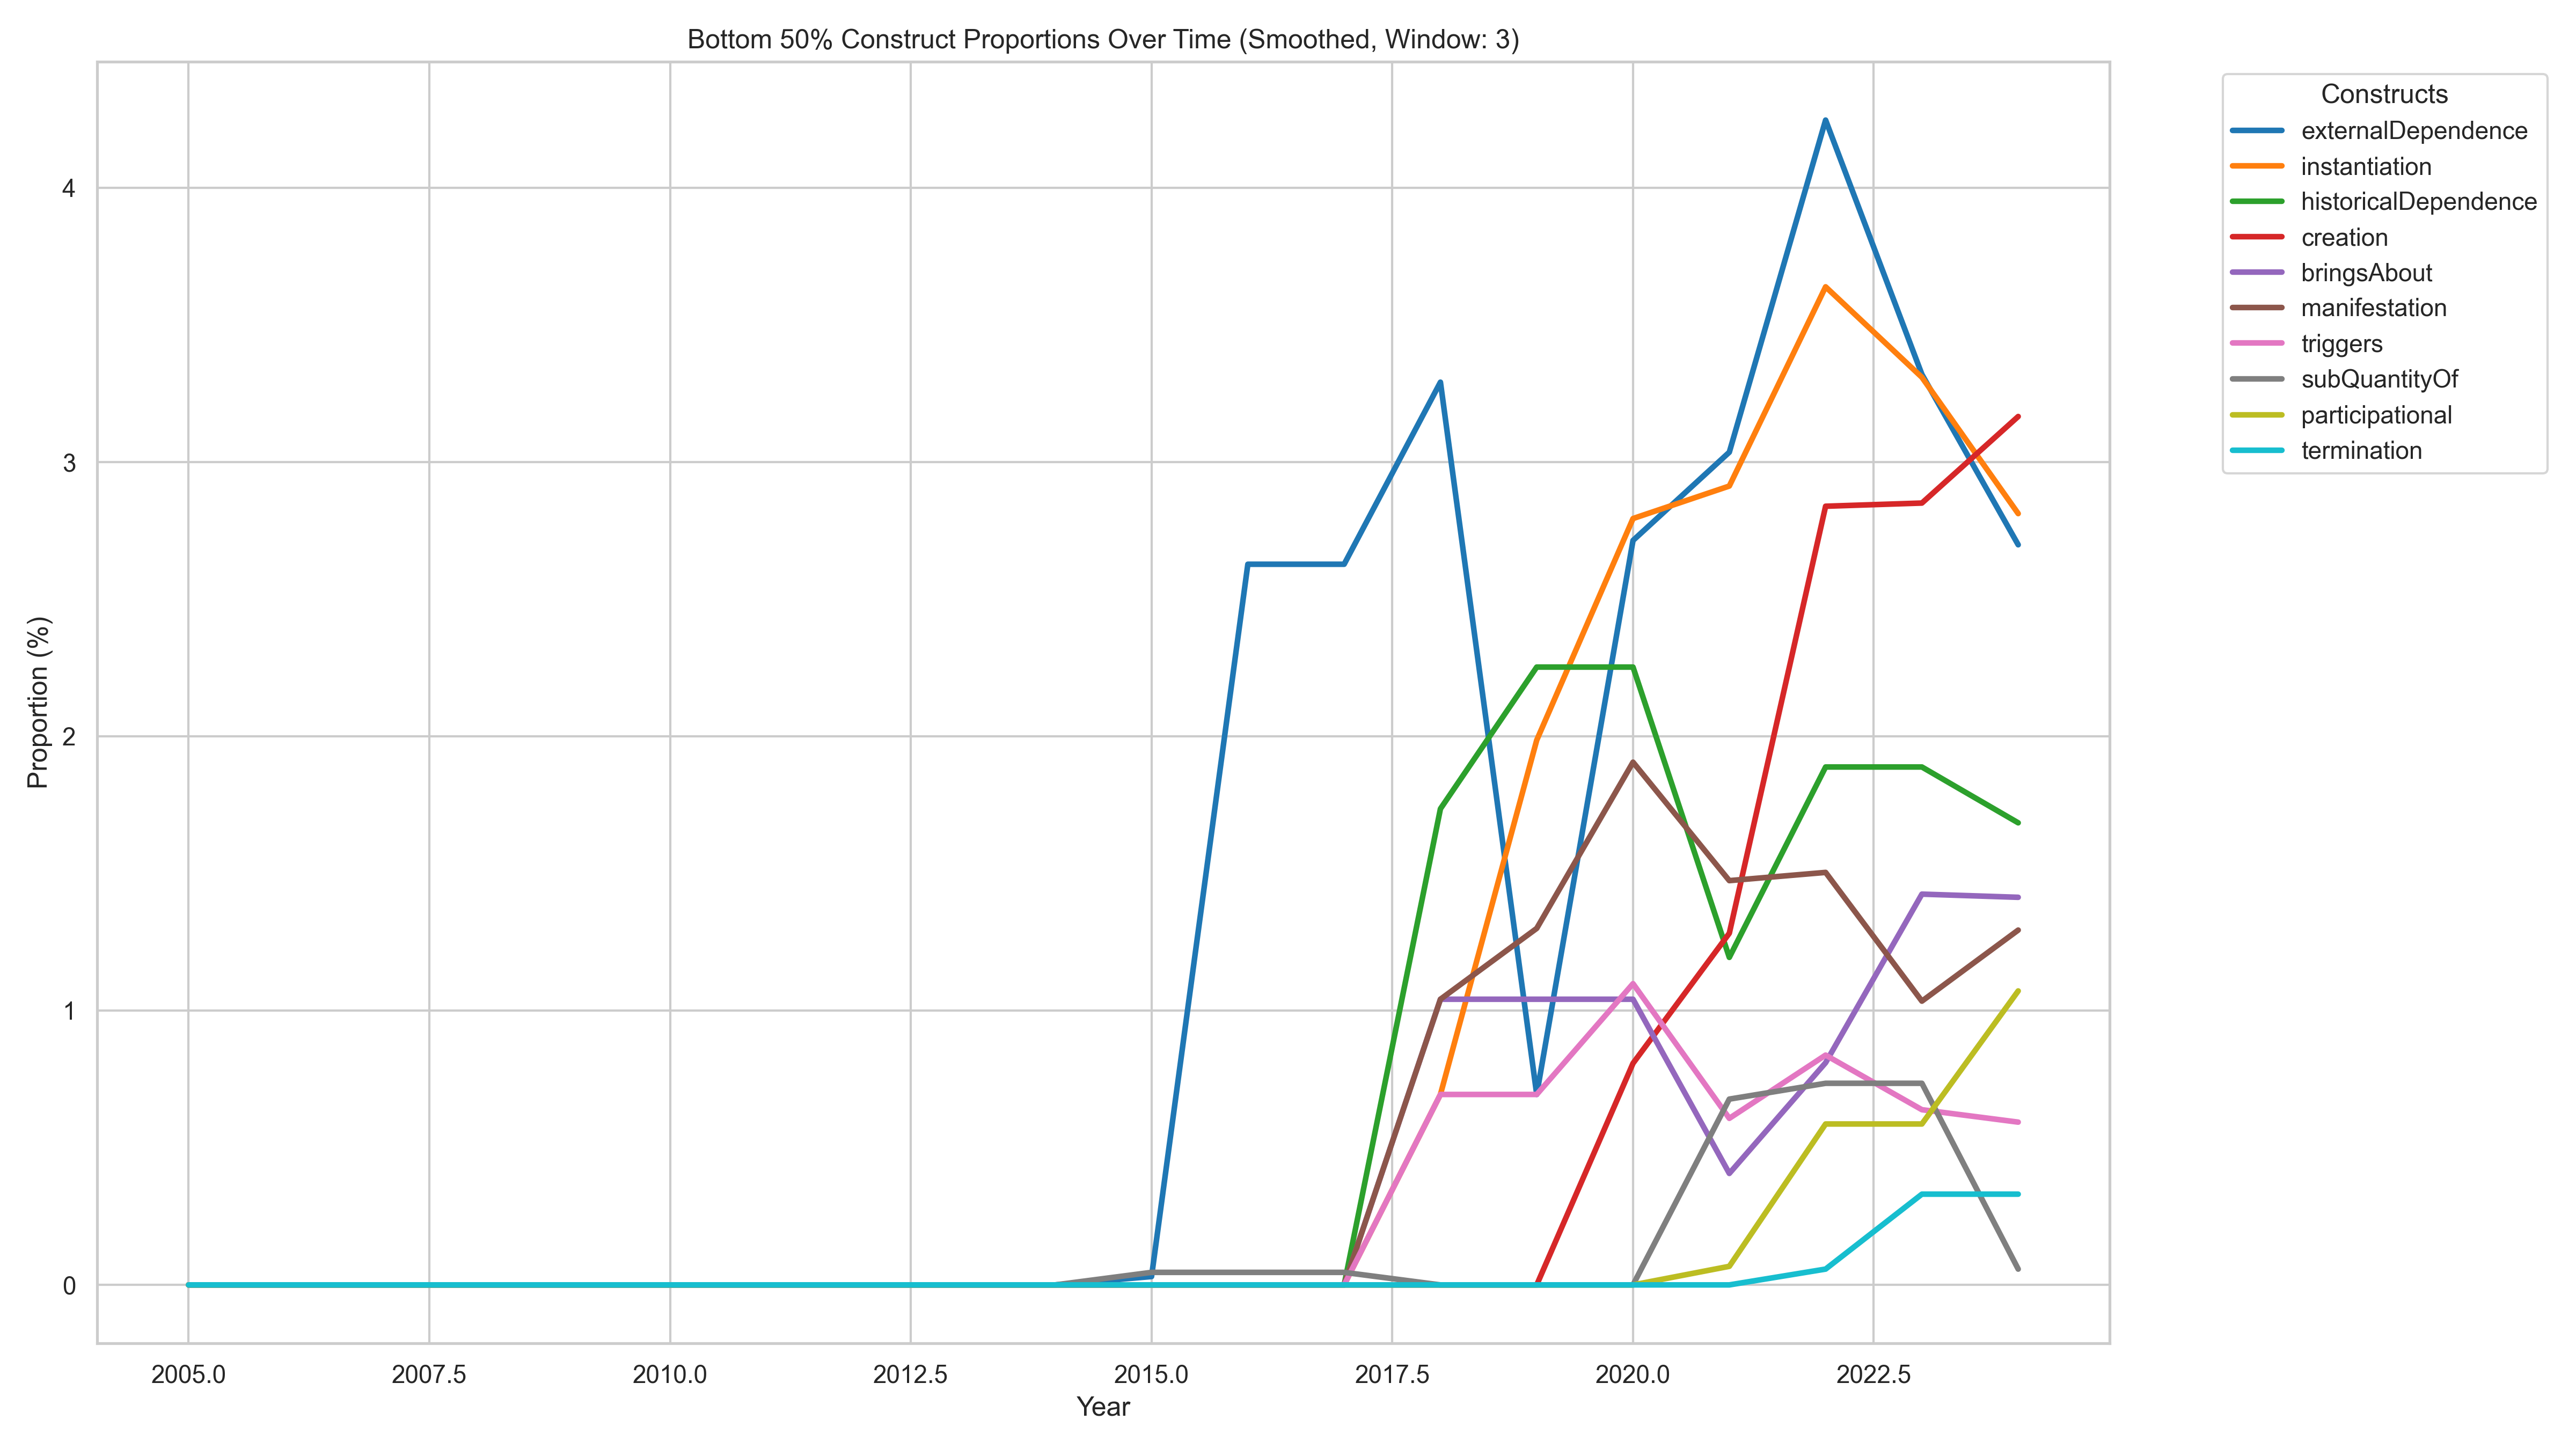 Bottom 50% Construct Proportions Over Time (Smoothed, Window: 3)
Constructs
externalDependence
instantiation
historicalDependence
creation
bringsAbout
manifestation
triggers
subQuantityOf
participational
termination
Proportion (%)
4
3
2
1
0
2005.0 2007.5 2010.0 2012.5 2015.0 2017.5 2020.0 2022.5
Year